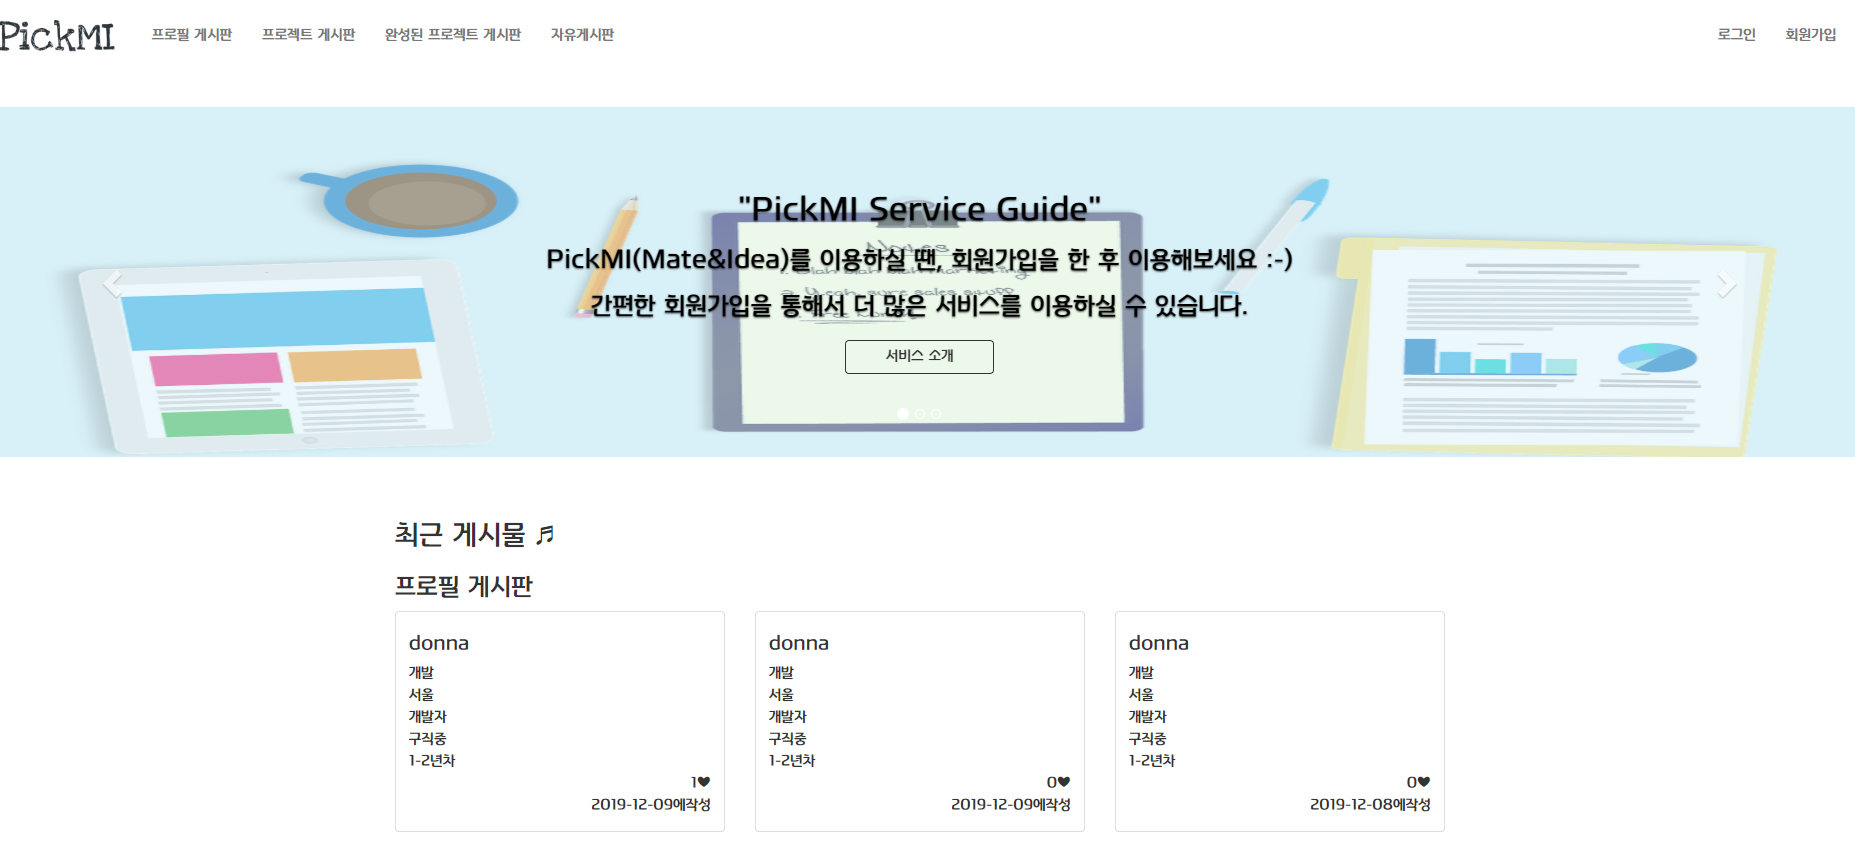 PickMI
프로필 게시판
프로젝트 게시판
완성된 프로젝트 게시판
자유게시판
로그인
회원가입
"PickMI Service Guide"
PickMI(Mate&Idea)를 이용하실 땐, 회원가입을 한 후 이용해보세요 :-)
간편한 회원가입을 통해서 더 많은 서비스를 이용하실 수 있습니다.
Notes
서비스 소개
최근 게시물 ♬
프로필 게시판
donna
개발
서울
개발자
구직중
1-2년차
1♥
2019-12-09에작성
donna
개발
서울
개발자
구직중
1-2년차
0♥
2019-12-09에작성
donna
개발
서울
개발자
구직중
1-2년차
0♥
2019-12-08에작성